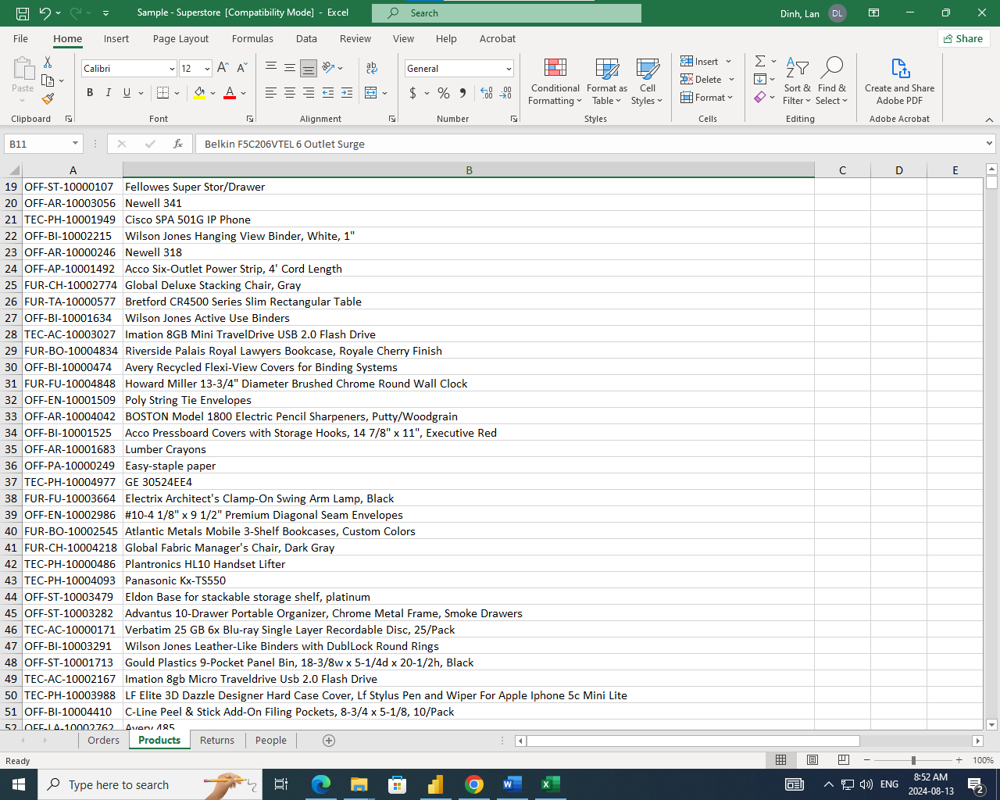 Sample - Superstore [Compatibility Mode] - Excel
Search
Dinh, Lan
DL
File Home Insert Page Layout Formulas Data Review View Help Acrobat
Share
Paste
Clipboard
Calibri
12
B I U
Font
ab
Alignment
General
$ % 9
Number
Conditional Formatting
Format as Table
Cell Styles
Styles
Insert
Delete
Format
Cells
Sort & Filter
Find & Select
Editing
Create and Share Adobe PDF
Adobe Acrobat
B11
fx
Belkin F5C206VTEL 6 Outlet Surge
A B C D E
19 OFF-ST-10000107 Fellowes Super Stor/Drawer
20 OFF-AR-10003056 Newell 341
21 TEC-PH-10001949 Cisco SPA 501G IP Phone
22 OFF-BI-10002215 Wilson Jones Hanging View Binder, White, 1"
23 OFF-AR-10000246 Newell 318
24 OFF-AP-10001492 Acco Six-Outlet Power Strip, 4' Cord Length
25 FUR-CH-10002774 Global Deluxe Stacking Chair, Gray
26 FUR-TA-10000577 Bretford CR4500 Series Slim Rectangular Table
27 OFF-BI-10001634 Wilson Jones Active Use Binders
28 TEC-AC-10003027 Imation 8GB Mini TravelDrive USB 2.0 Flash Drive
29 FUR-BO-10004834 Riverside Palais Royal Lawyers Bookcase, Royale Cherry Finish
30 OFF-BI-10000474 Avery Recycled Flexi-View Covers for Binding Systems
31 FUR-FU-10004848 Howard Miller 13-3/4" Diameter Brushed Chrome Round Wall Clock
32 OFF-EN-10001509 Poly String Tie Envelopes
33 OFF-AR-10004042 BOSTON Model 1800 Electric Pencil Sharpeners, Putty/Woodgrain
34 OFF-BI-10001525 Acco Pressboard Covers with Storage Hooks, 14 7/8" x 11", Executive Red
35 OFF-AR-10001683 Lumber Crayons
36 OFF-PA-10000249 Easy-staple paper
37 TEC-PH-10004977 GE 30524EE4
38 FUR-FU-10003664 Electrix Architect's Clamp-On Swing Arm Lamp, Black
39 OFF-EN-10002986 #10-4 1/8" x 9 1/2" Premium Diagonal Seam Envelopes
40 FUR-BO-10002545 Atlantic Metals Mobile 3-Shelf Bookcases, Custom Colors
41 FUR-CH-10004218 Global Fabric Manager's Chair, Dark Gray
42 TEC-PH-10000486 Plantronics HL10 Handset Lifter
43 TEC-PH-10004093 Panasonic Kx-TS550
44 OFF-ST-10003479 Eldon Base for stackable storage shelf, platinum
45 OFF-ST-10003282 Advantus 10-Drawer Portable Organizer, Chrome Metal Frame, Smoke Drawers
46 TEC-AC-10000171 Verbatim 25 GB 6x Blu-ray Single Layer Recordable Disc, 25/Pack
47 OFF-BI-10003291 Wilson Jones Leather-Like Binders with DublLock Round Rings
48 OFF-ST-10001713 Gould Plastics 9-Pocket Panel Bin, 18-3/8w x 5-1/4d x 20-1/2h, Black
49 TEC-AC-10002167 Imation 8gb Micro Traveldrive Usb 2.0 Flash Drive
50 TEC-PH-10003988 LF Elite 3D Dazzle Designer Hard Case Cover, Lf Stylus Pen and Wiper For Apple Iphone 5c Mini Lite
51 OFF-BI-10004410 C-Line Peel & Stick Add-On Filing Pockets, 8-3/4 x 5-1/8, 10/Pack
52 OFF-LA-10002762 Avery 485
Orders Products Returns People
Ready
100%
Type here to search
ENG
8:52 AM
2024-08-13
2